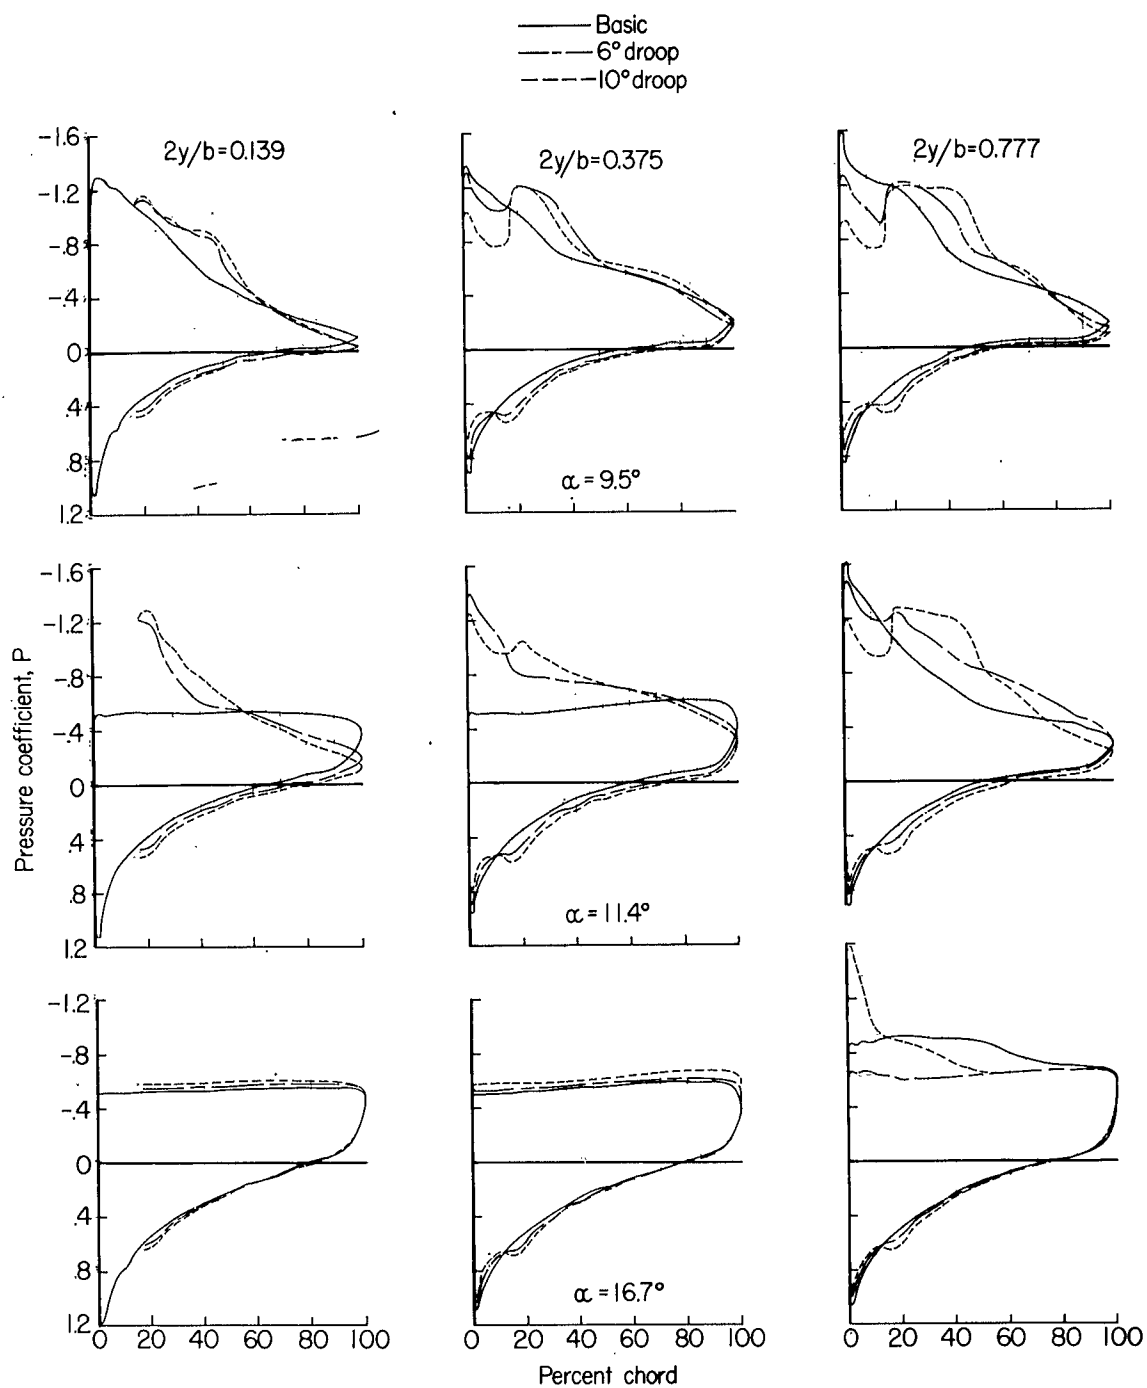 Basic
6° droop
10° droop
2y/b=0.139
2y/b=0.375
2y/b=0.777
-1.6
-1.2
-.8
-.4
0
.4
.8
1.2
α = 9.5°
-1.6
-1.2
-.8
-.4
0
.4
.8
1.2
α = 11.4°
Pressure coefficient, P
-1.2
-.8
-.4
0
.4
.8
1.2
α = 16.7°
0 20 40 60 80 100
0 20 40 60 80 100
0 20 40 60 80 100
Percent chord